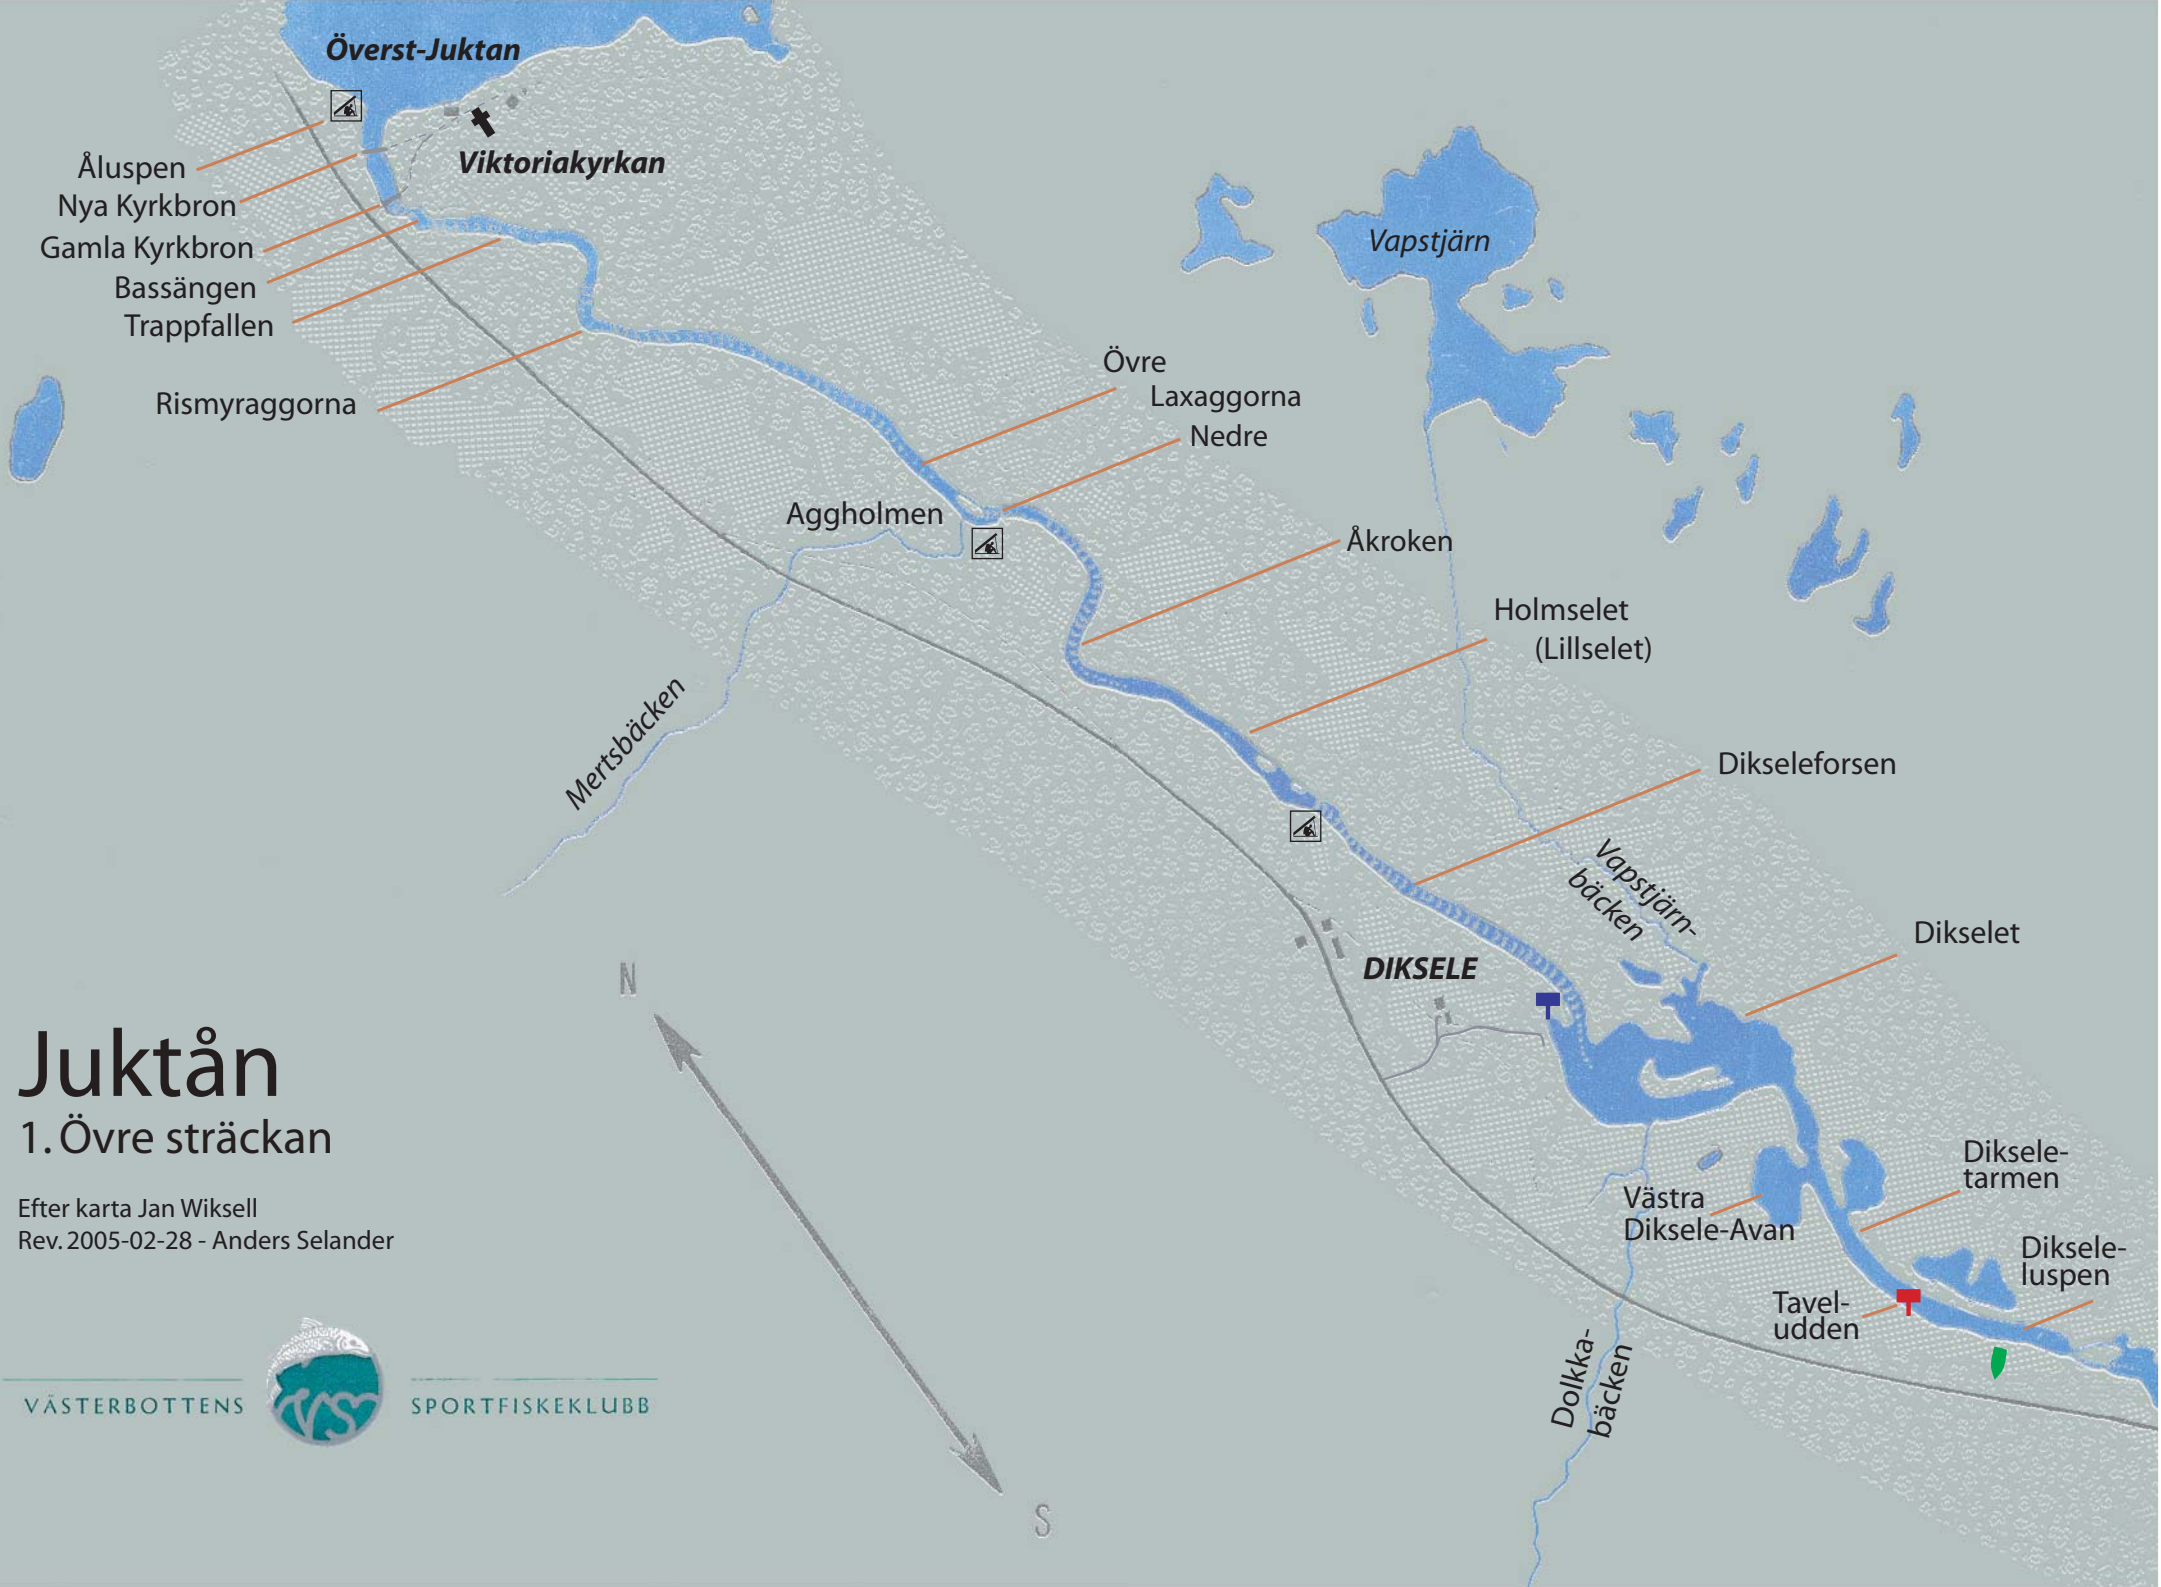 Överst-Juktan
Viktoriakyrkan
Åluspen
Nya Kyrkbron
Gamla Kyrkbron
Bassängen
Trappfallen
Rismyraggorna
Vapstjärn
Övre
Laxaggorna
Nedre
Aggholmen
Åkroken
Holmselet
(Lillselet)
Mertsbäcken
Dikseleforsen
Vapstjärn-
bäcken
Dikselet
DIKSELE
N
Juktån
1. Övre sträckan
Efter karta Jan Wiksell
Rev. 2005-02-28 - Anders Selander
Diksele-
tarmen
Västra
Diksele-Avan
Diksele-
luspen
Tavel-
udden
Dolkka-
bäcken
VÄSTERBOTTENS
VSK
SPORTFISKEKLUBB
S